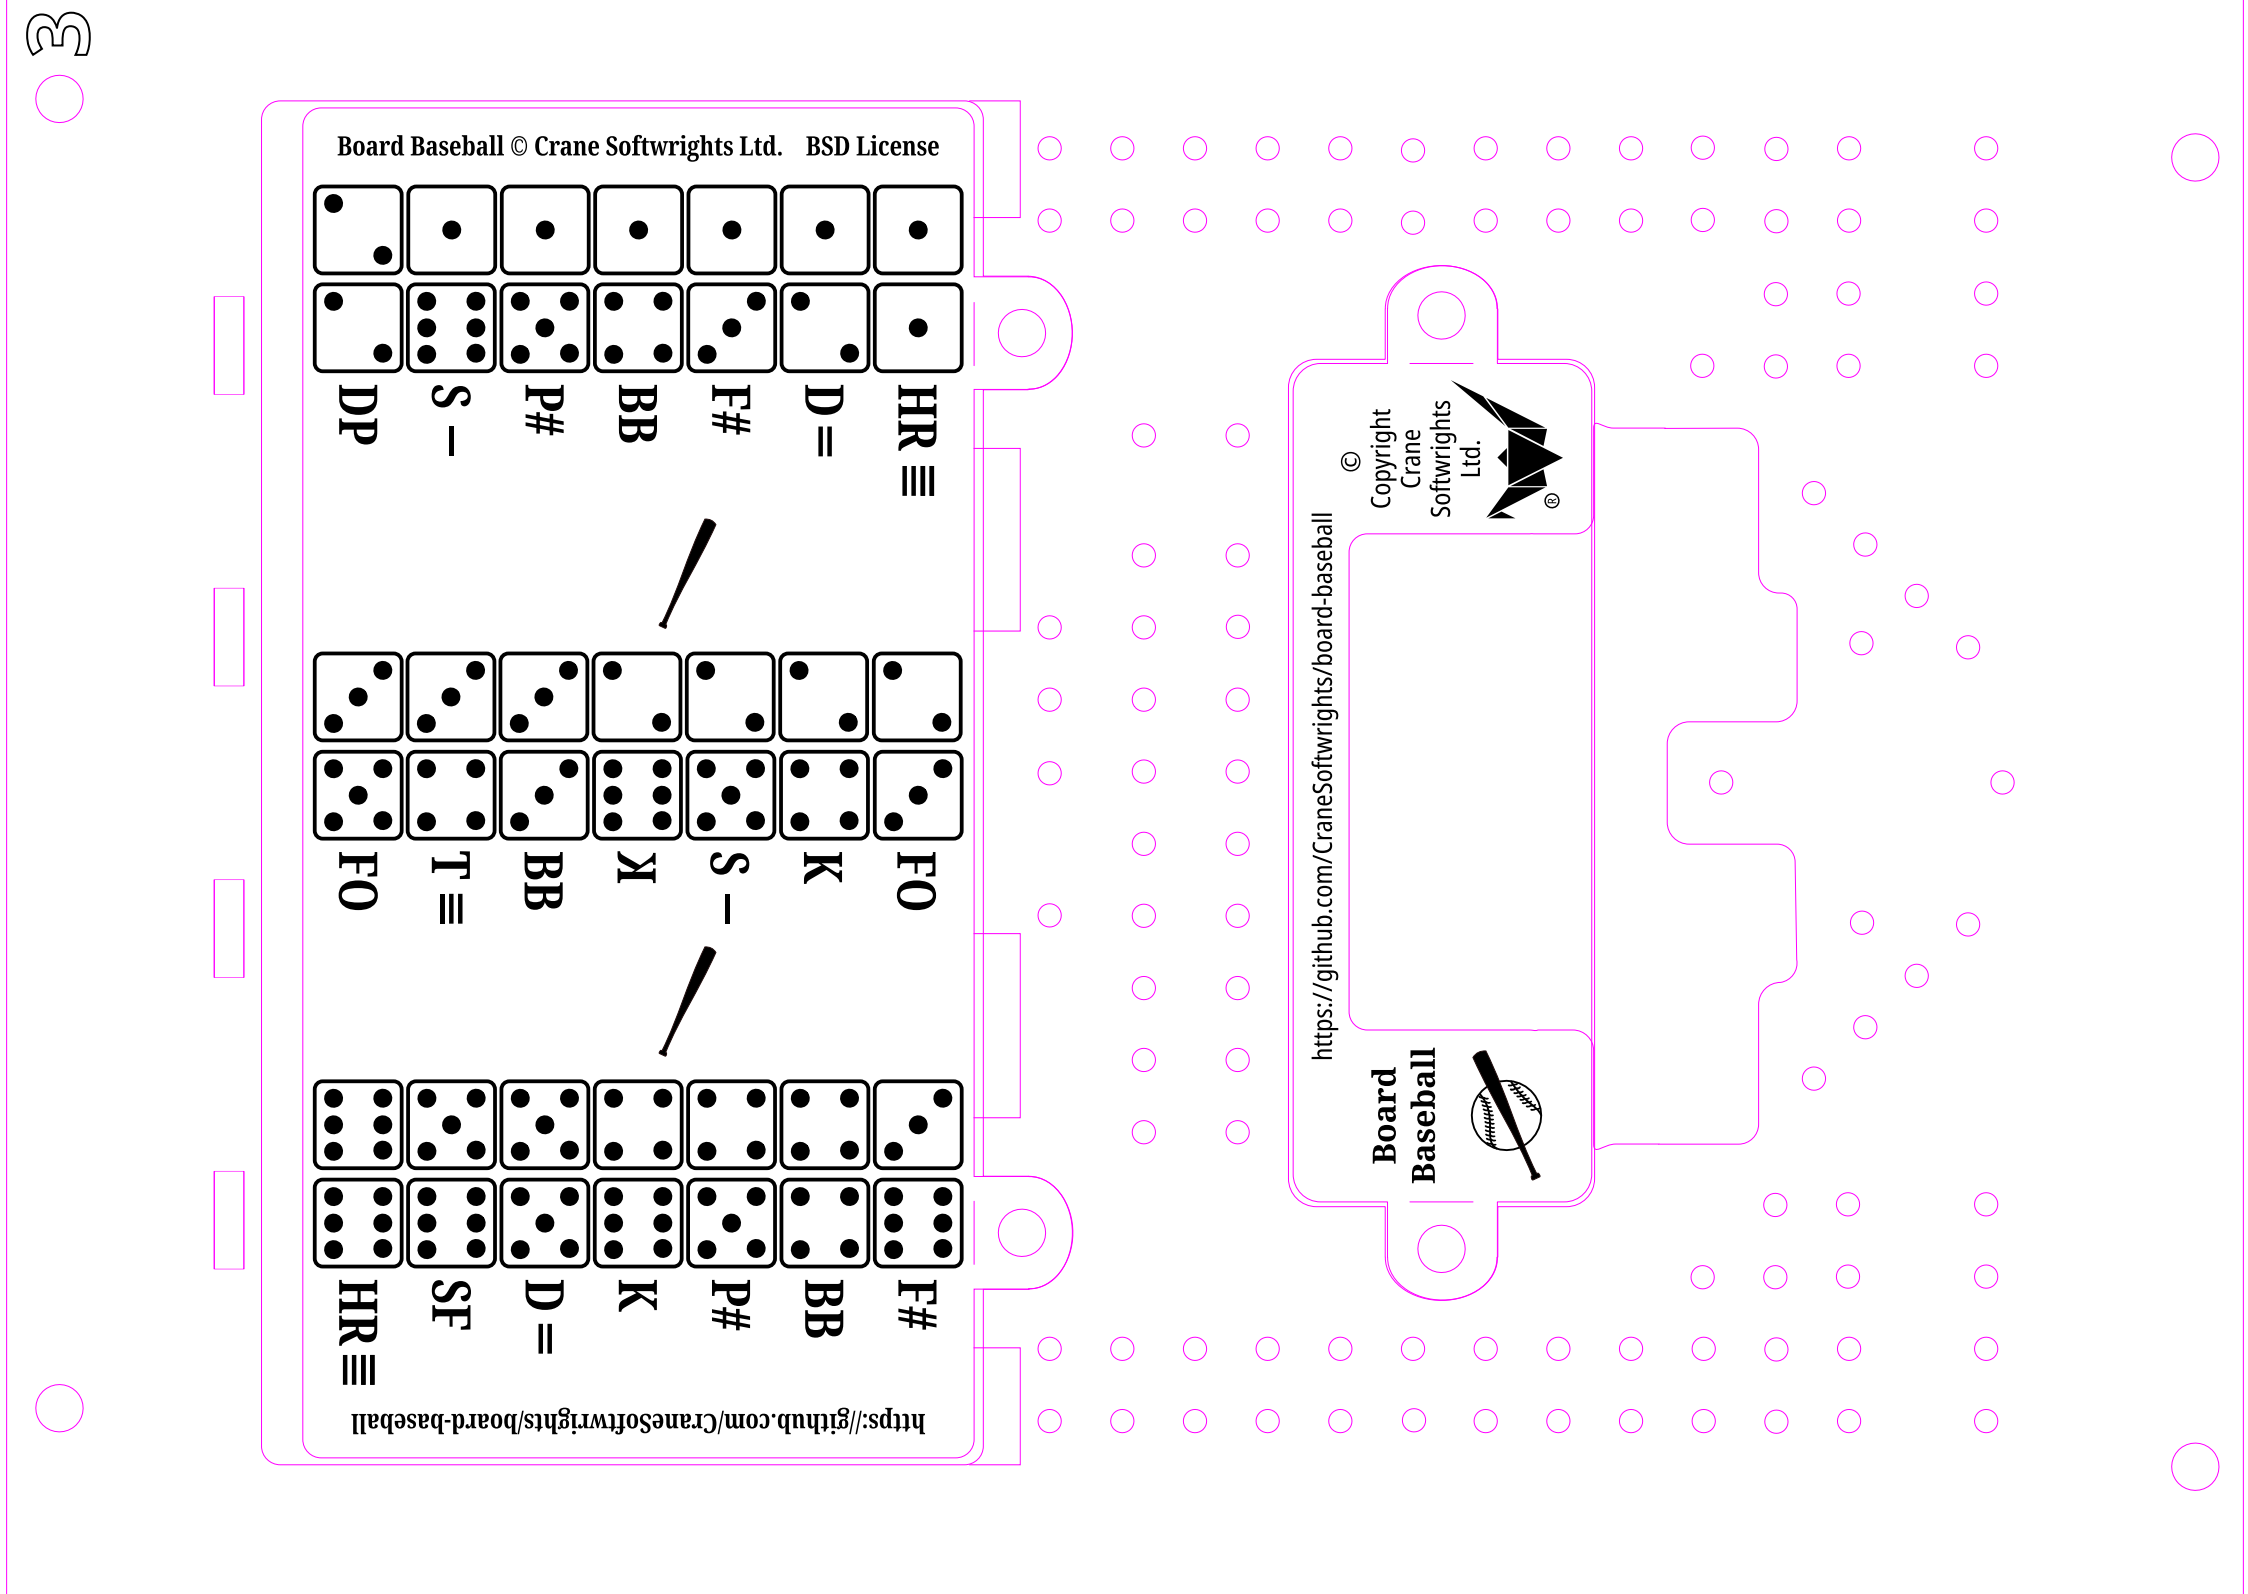 3
Board Baseball © Crane Softwrights Ltd. BSD License
HR ≣
D =
F#
BB
P#
S –
DP
FO
K
S –
ꓘ
BB
T ≡
FO
F#
BB
P#
K
D =
SF
HR ≣
https://github.com/CraneSoftwrights/board-baseball
https://github.com/CraneSoftwrights/board-baseball
©
Copyright
Crane
Softwrights
Ltd.
®
Board
Baseball